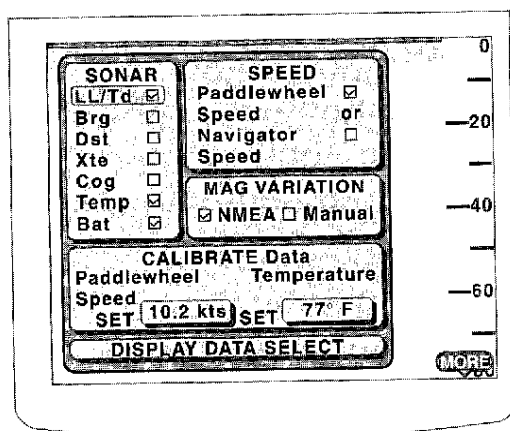 SONAR
LL/Td
Brg
Dst
Xte
Cog
Temp
Bat
SPEED
Paddlewheel
Speed or
Navigator
Speed
MAG VARIATION
NMEA Manual
CALIBRATE Data
Paddlewheel Temperature
Speed
SET 10.2 kts SET 77° F
DISPLAY DATA SELECT
0
20
40
60
MORE